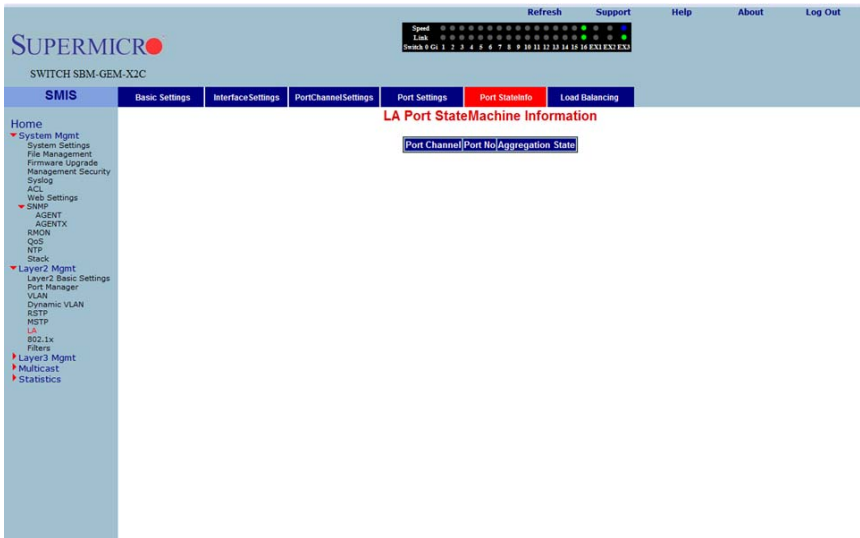 Refresh Support Help About Log Out
SUPERMICRO
Speed
Link
Switch 0 Gi 1 2 3 4 5 6 7 8 9 10 11 12 13 14 15 16 EX1 EX2 EX3
SWITCH SBM-GEM-X2C
SMIS
Basic Settings InterfaceSettings PortChannelSettings Port Settings Port StateInfo Load Balancing
LA Port StateMachine Information
Port Channel Port No Aggregation State
Home
System Mgmt
System Settings
File Management
Firmware Upgrade
Management Security
Syslog
ACL
Web Settings
SNMP
AGENT
AGENTX
RMON
QoS
NTP
Stack
Layer2 Mgmt
Layer2 Basic Settings
Port Manager
VLAN
Dynamic VLAN
RSTP
MSTP
LA
802.1x
Filters
Layer3 Mgmt
Multicast
Statistics